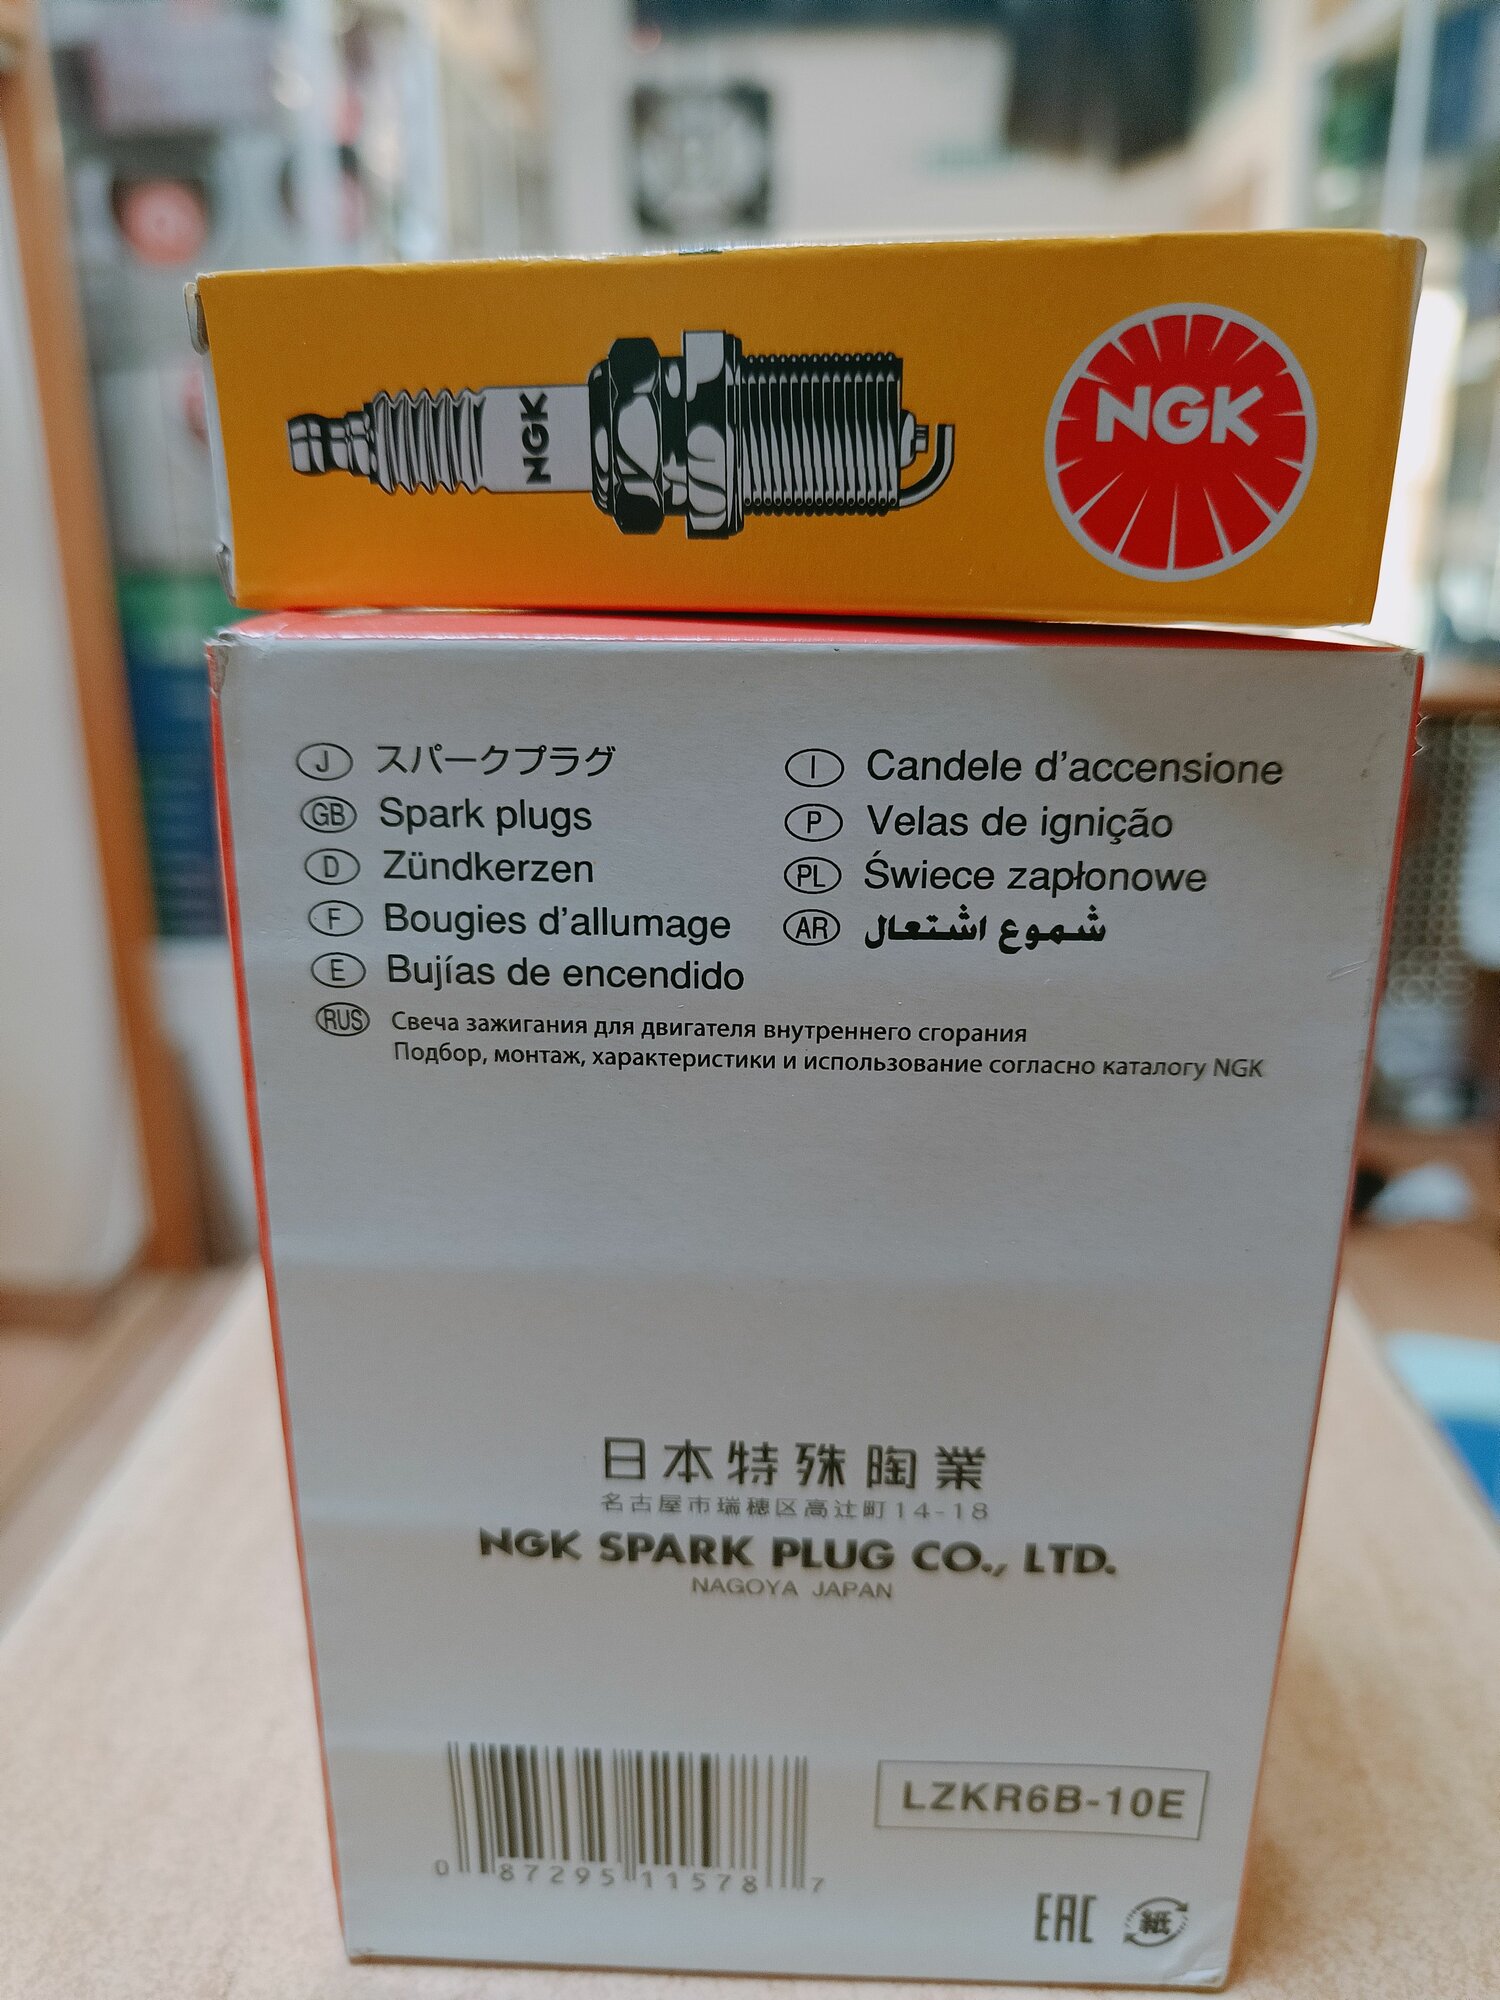 NGK
NGK
J スパークプラグ
GB Spark plugs
D Zündkerzen
F Bougies d'allumage
E Bujías de encendido
I Candele d'accensione
P Velas de ignição
PL Świece zapłonowe
AR شموع اشتعال
RUS Свеча зажигания для двигателя внутреннего сгорания
Подбор, монтаж, характеристики и использование согласно каталогу NGK
日本特殊陶業
名古屋市瑞穂区高辻町14-18
NGK SPARK PLUG CO., LTD.
NAGOYA JAPAN
LZKR6B-10E
0 87295 11578 7
EAC 紙